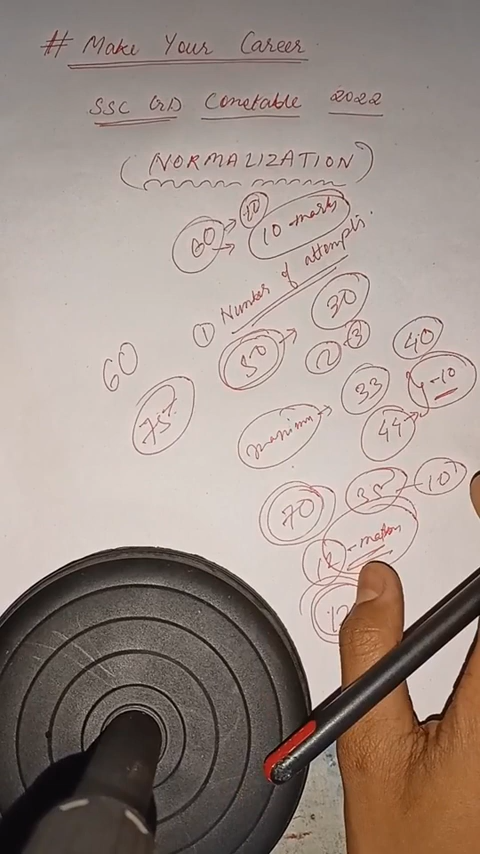 # Make Your Career
SSC GD Constable 2022
(NORMALIZATION)
60 → 10
→ 10 marks
① Number of attempts.
50 → 30
2 3
60
75%
40
33
maximum →
44
70
35 - 10
12 - marks
12